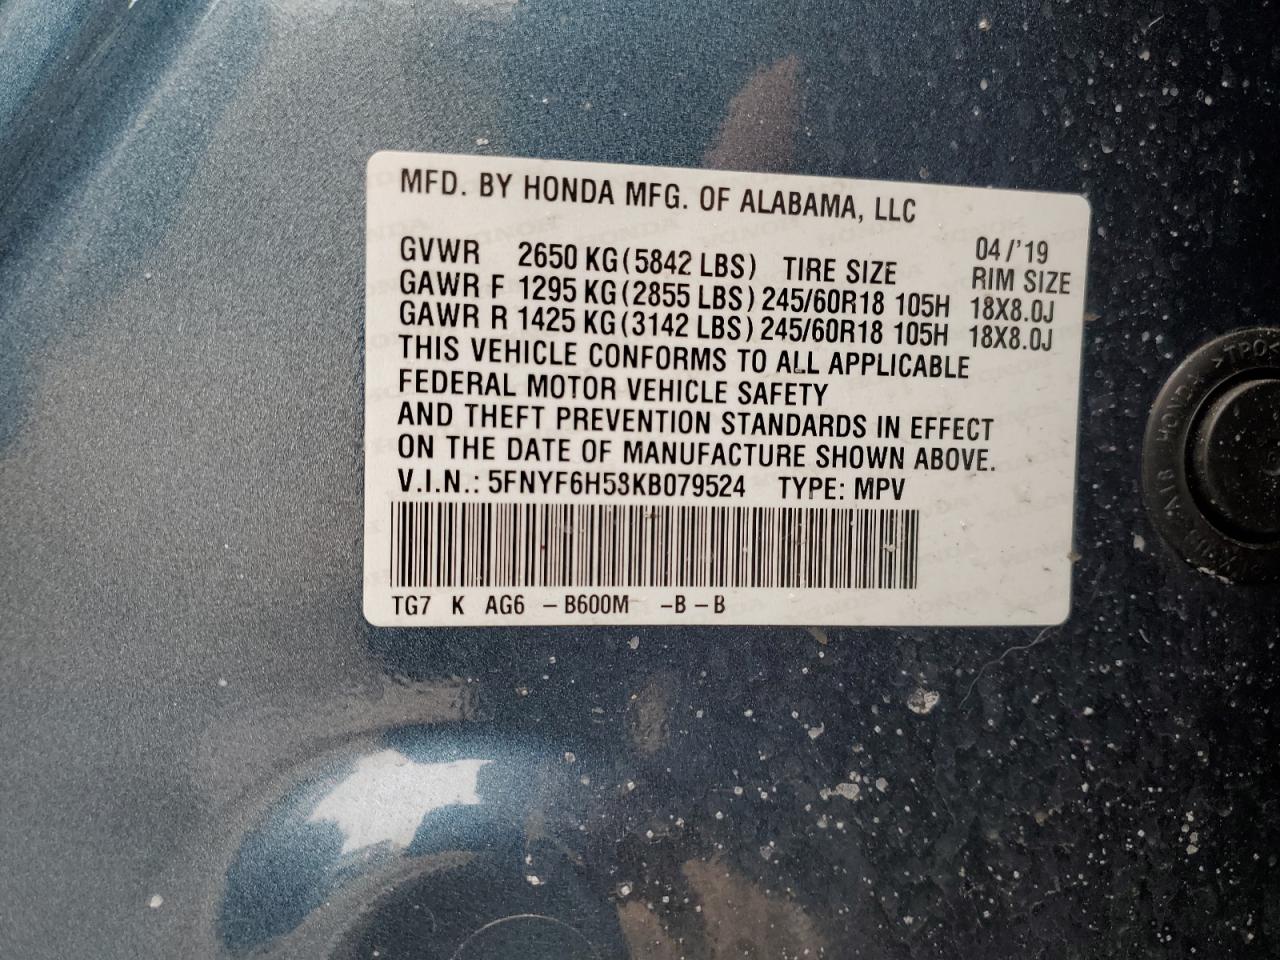 MFD. BY HONDA MFG. OF ALABAMA, LLC
04/'19
GVWR 2650 KG(5842 LBS) TIRE SIZE RIM SIZE
GAWR F 1295 KG(2855 LBS) 245/60R18 105H 18X8.0J
GAWR R 1425 KG(3142 LBS) 245/60R18 105H 18X8.0J
THIS VEHICLE CONFORMS TO ALL APPLICABLE
FEDERAL MOTOR VEHICLE SAFETY
AND THEFT PREVENTION STANDARDS IN EFFECT
ON THE DATE OF MANUFACTURE SHOWN ABOVE.
V.I.N.: 5FNYF6H53KB079524 TYPE: MPV
TG7 K AG6 – B600M –B – B
HONDA